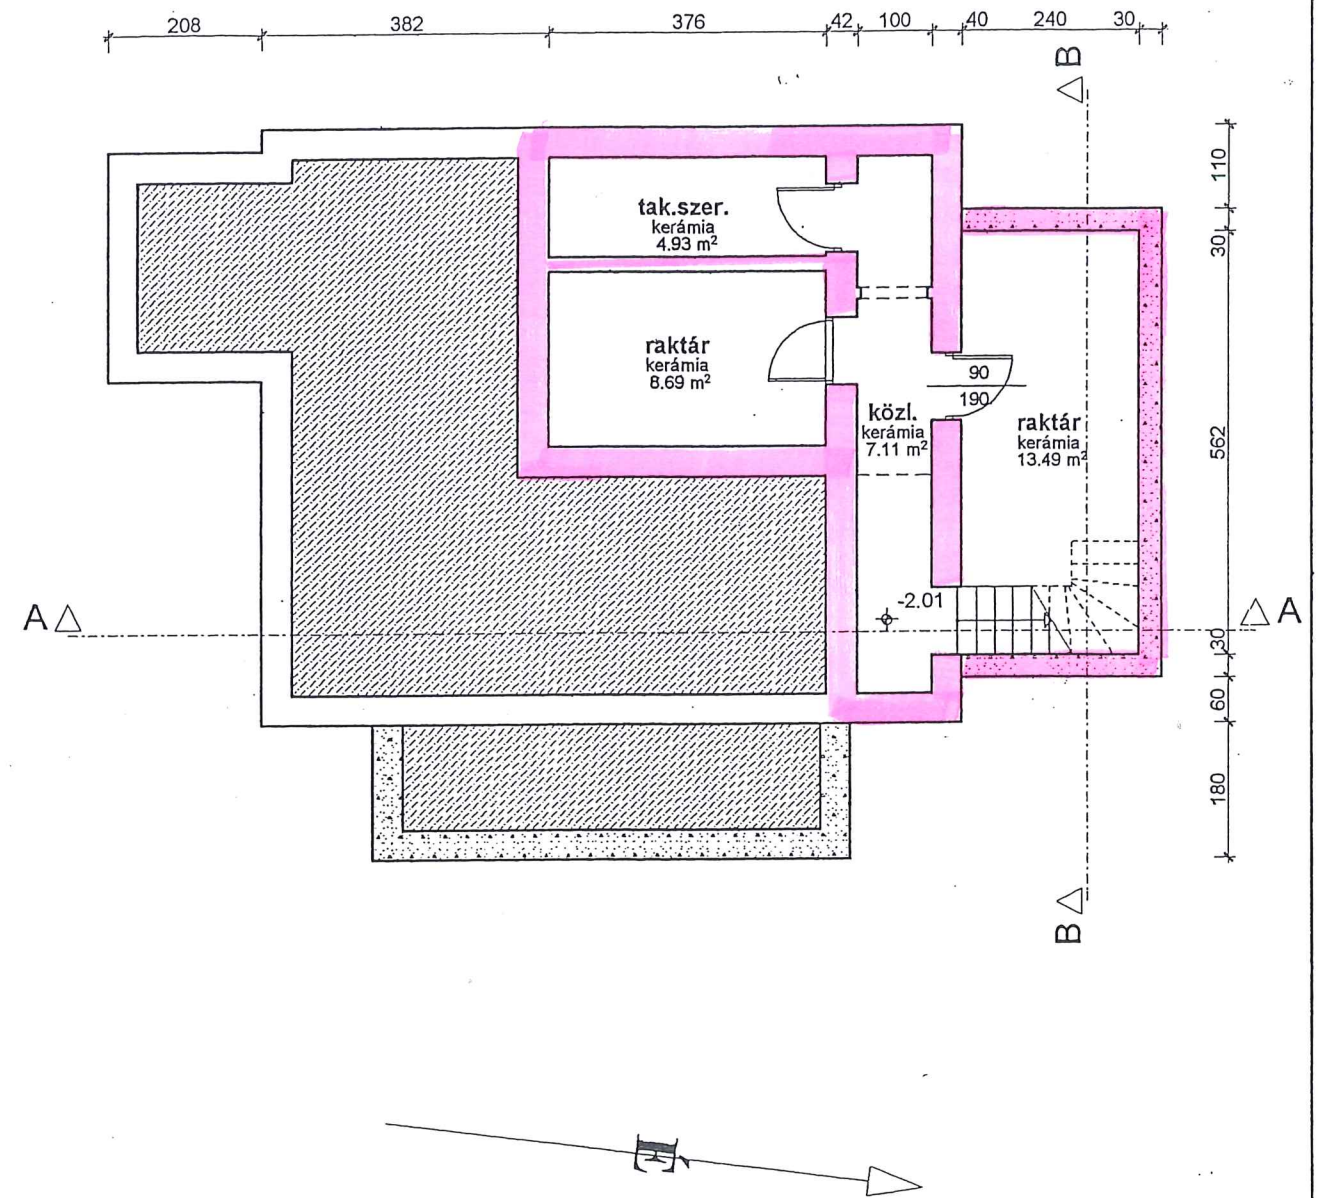 208 382 376 42 100 40 240 30
B
110
30
562
30
60
180
tak.szer.
kerámia
4.93 m²
raktár
kerámia
8.69 m²
90
190
közl.
kerámia
7.11 m²
raktár
kerámia
13.49 m²
-2.01
A
A
B
É